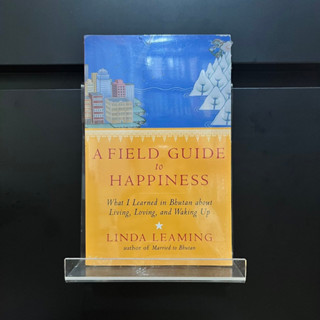 A FIELD GUIDE
to
HAPPINESS
What I Learned in Bhutan about
Living, Loving, and Waking Up
LINDA LEAMING
author of Married to Bhutan